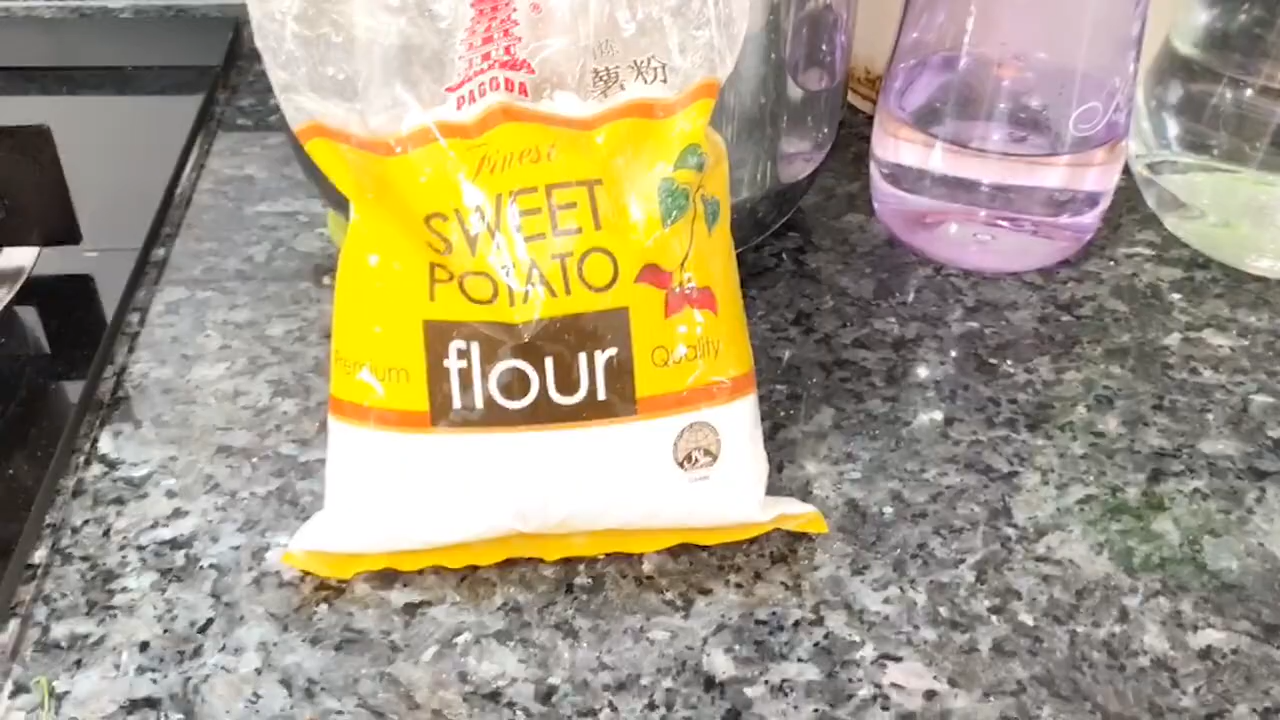 PAGODA
®
薯粉
Finest
SWEET
POTATO
flour
Premium
Quality